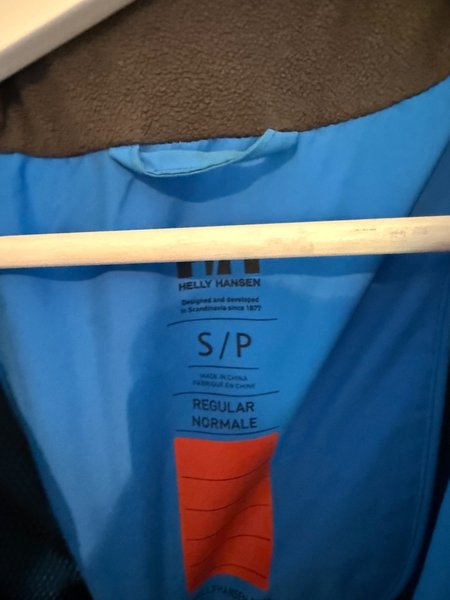 HELLY HANSEN
Designed and developed
in Scandinavia since 1877
S/P
MADE IN CHINA
FABRIQUÉ EN CHINE
REGULAR
NORMALE